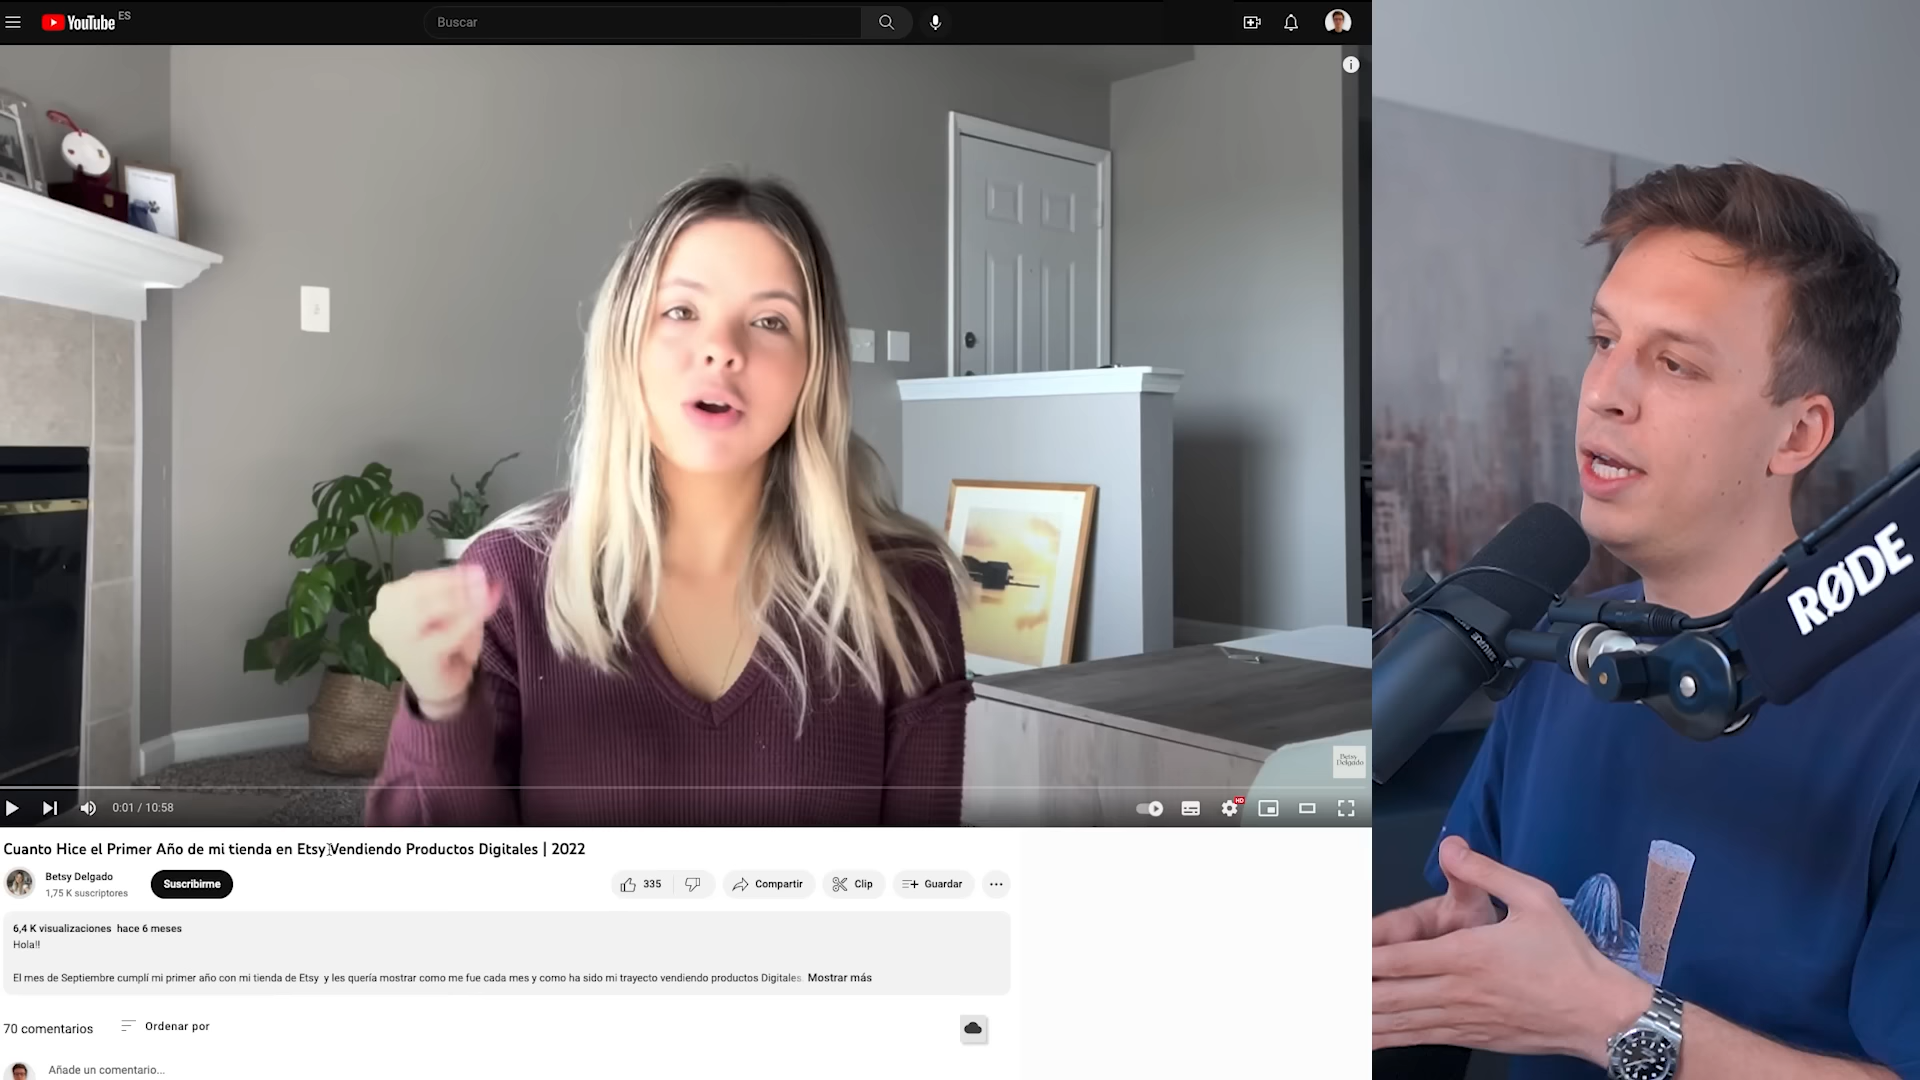 YouTube ES
Buscar
Betsy
Delgado
0:01 / 10:58
HD
Cuanto Hice el Primer Año de mi tienda en Etsy Vendiendo Productos Digitales | 2022
Betsy Delgado
1,75 K suscriptores
Suscribirme
335
Compartir
Clip
Guardar
6,4 K visualizaciones hace 6 meses
Hola!!
El mes de Septiembre cumplí mi primer año con mi tienda de Etsy y les quería mostrar como me fue cada mes y como ha sido mi trayecto vendiendo productos Digitales. Mostrar más
70 comentarios
Ordenar por
Añade un comentario...
RØDE
SHURE